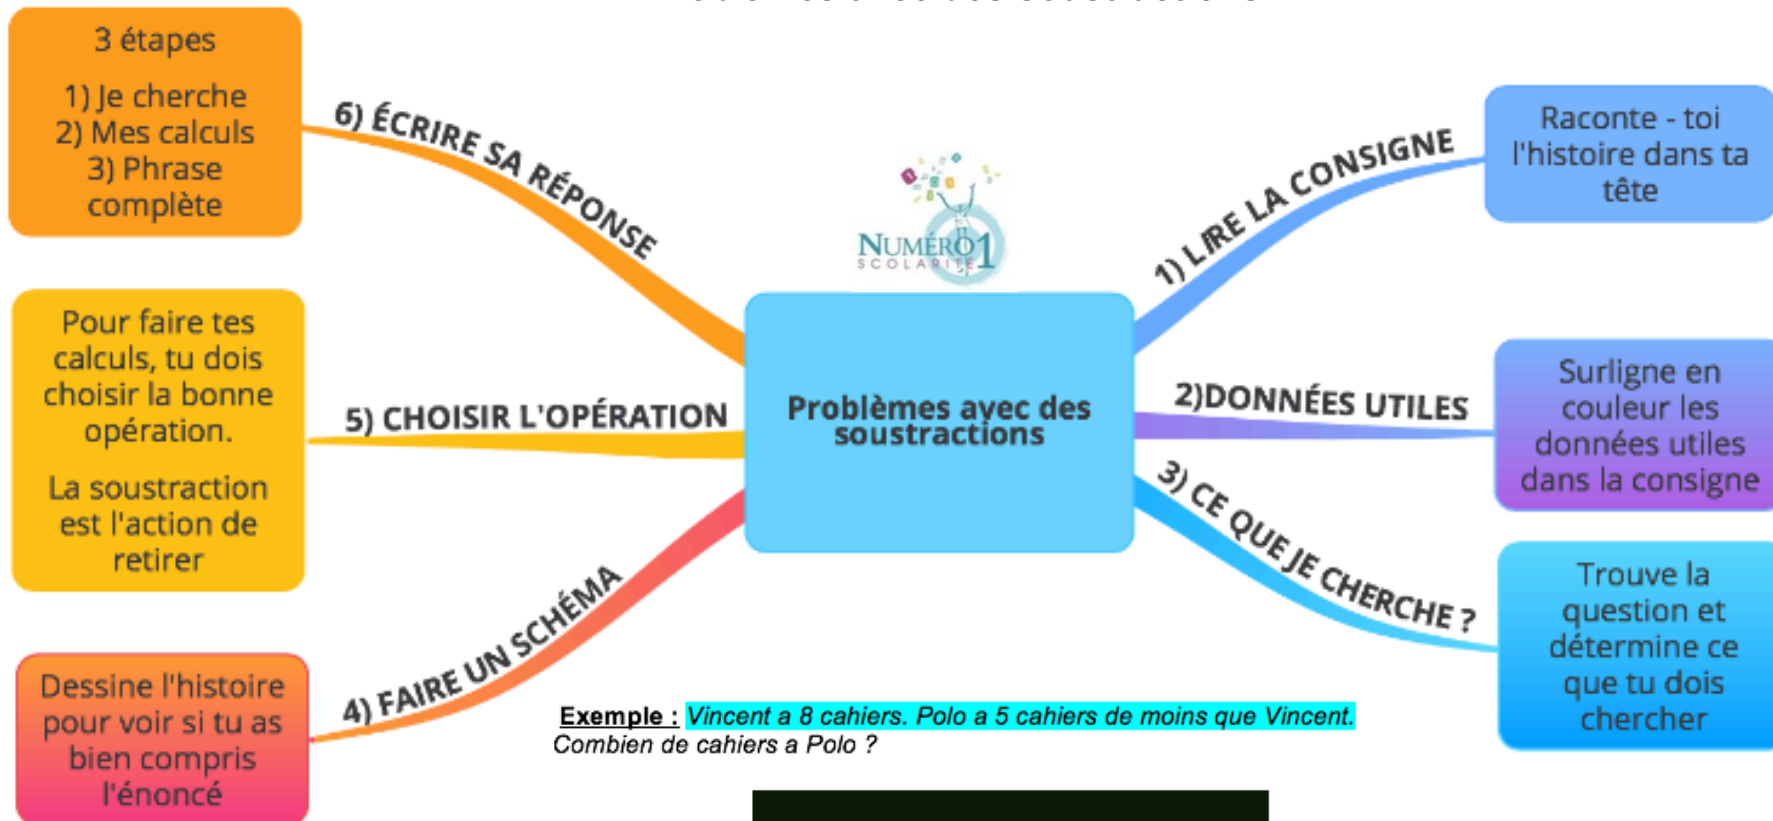 3 étapes
1) Je cherche
2) Mes calculs
3) Phrase
complète
6) ÉCRIRE SA RÉPONSE
NUMÉRO 1
SCOLARITÉ
1) LIRE LA CONSIGNE
Raconte - toi
l'histoire dans ta
tête
Pour faire tes
calculs, tu dois
choisir la bonne
opération.
La soustraction
est l'action de
retirer
5) CHOISIR L'OPÉRATION
Problèmes avec des
soustractions
2)DONNÉES UTILES
Surligne en
couleur les
données utiles
dans la consigne
3) CE QUE JE CHERCHE ?
Trouve la
question et
détermine ce
que tu dois
chercher
4) FAIRE UN SCHÉMA
Dessine l'histoire
pour voir si tu as
bien compris
l'énoncé
Exemple : Vincent a 8 cahiers. Polo a 5 cahiers de moins que Vincent.
Combien de cahiers a Polo ?